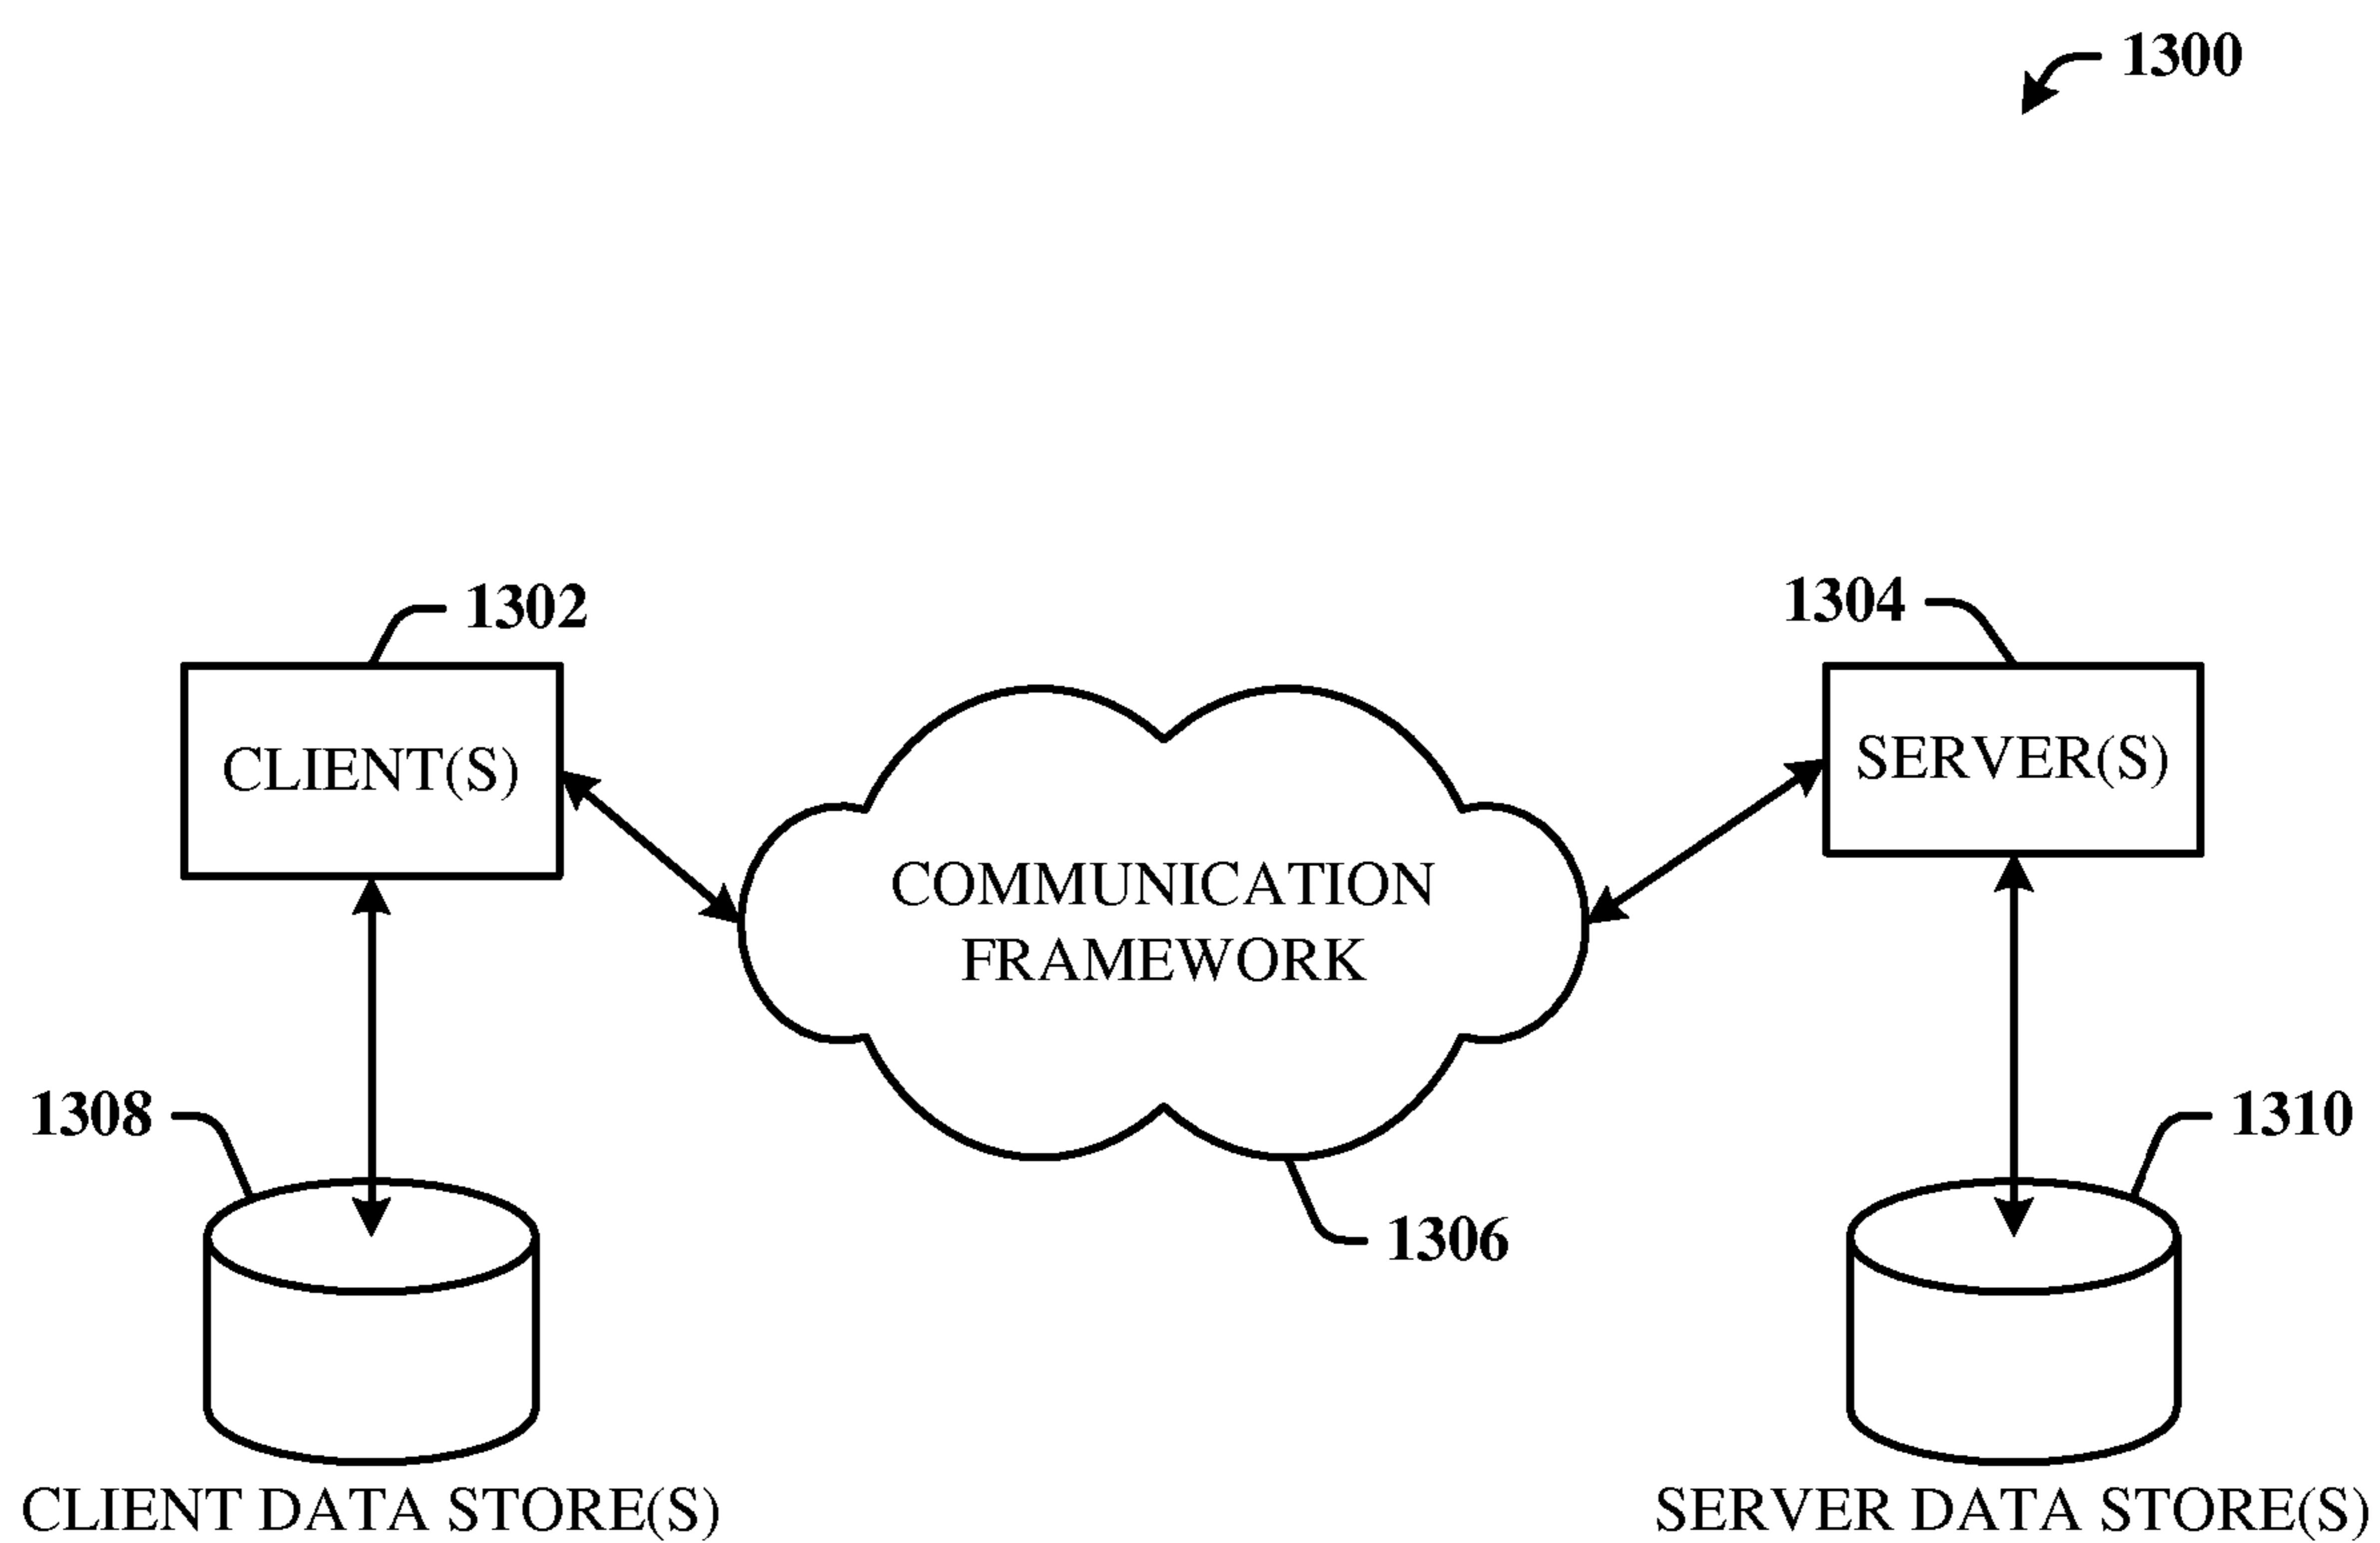 1300
1302
1304
CLIENT(S)
SERVER(S)
COMMUNICATION
FRAMEWORK
1308
1310
1306
CLIENT DATA STORE(S)
SERVER DATA STORE(S)